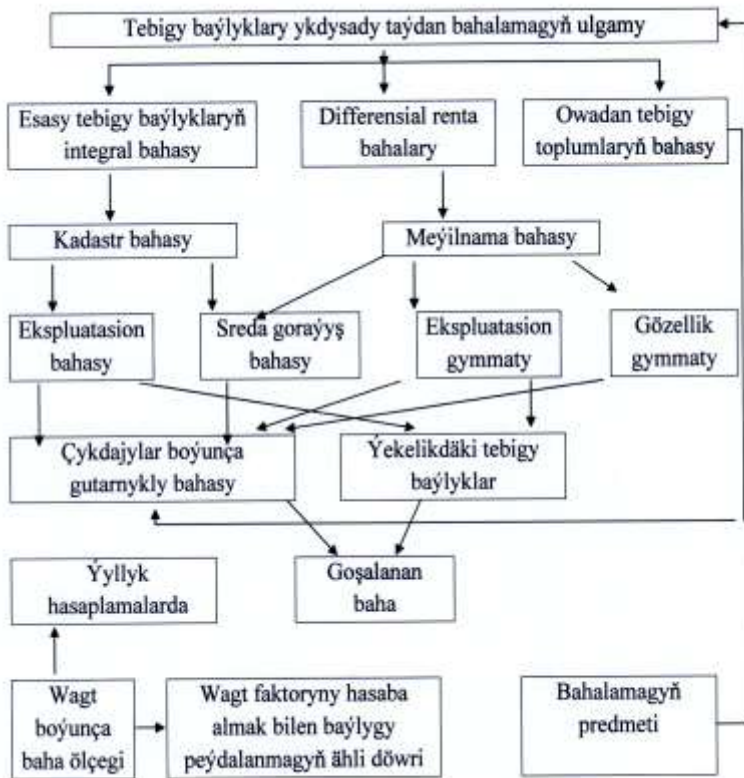 Tebigy baýlyklary ykdysady taýdan bahalamagyň ulgamy
Esasy tebigy baýlyklaryň
integral bahasy
Differensial renta
bahalary
Owadan tebigy
toplumlaryň bahasy
Kadastr bahasy
Meýilnama bahasy
Ekspluatasion
bahasy
Sreda goraýyş
bahasy
Ekspluatasion
gymmaty
Gözellik
gymmaty
Çykdajylar boýunça
gutarnykly bahasy
Ýekelikdäki tebigy
baýlyklar
Ýyllyk
hasaplamalarda
Goşalanan
baha
Wagt
boýunça
baha ölçegi
Wagt faktoryny hasaba
almak bilen baýlygy
peýdalanmagyň ähli döwri
Bahalamagyň
predmeti